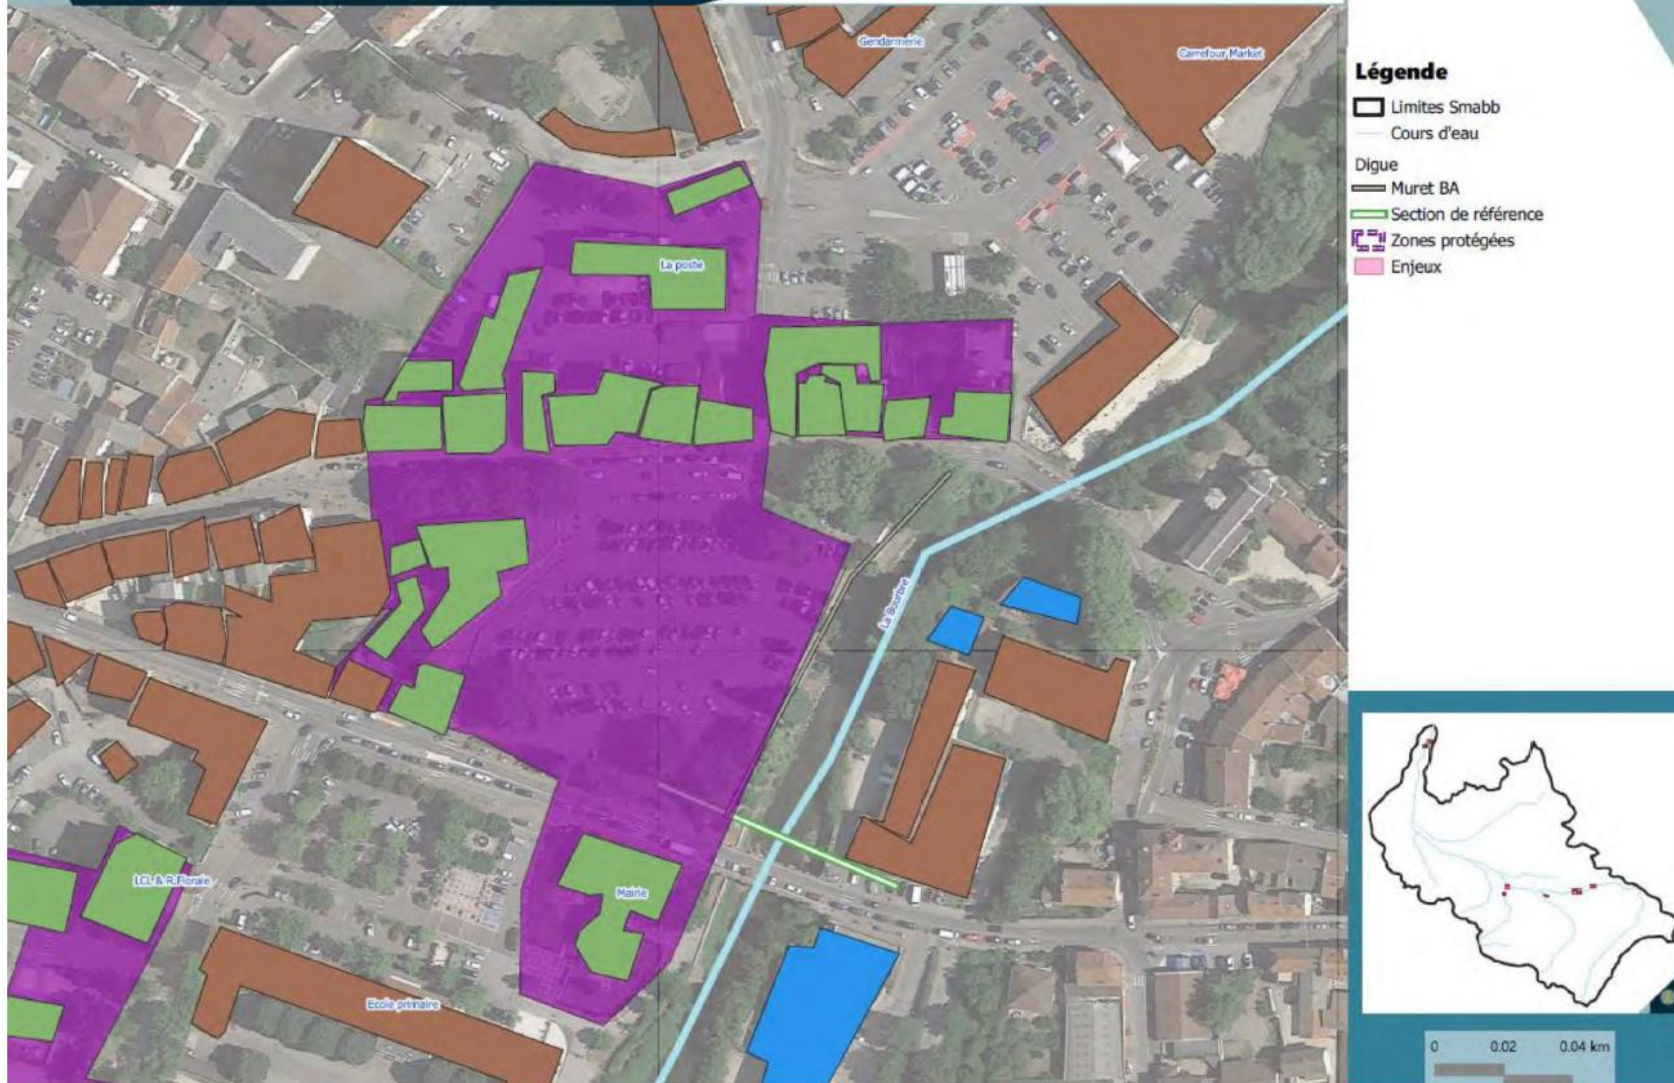 Gendarmerie
Carrefour Market
La poste
La Bourbre
LCL & R.Florale
Mairie
Ecole primaire
Légende
Limites Smabb
Cours d'eau
Digue
Muret BA
Section de référence
Zones protégées
Enjeux
0 0.02 0.04 km